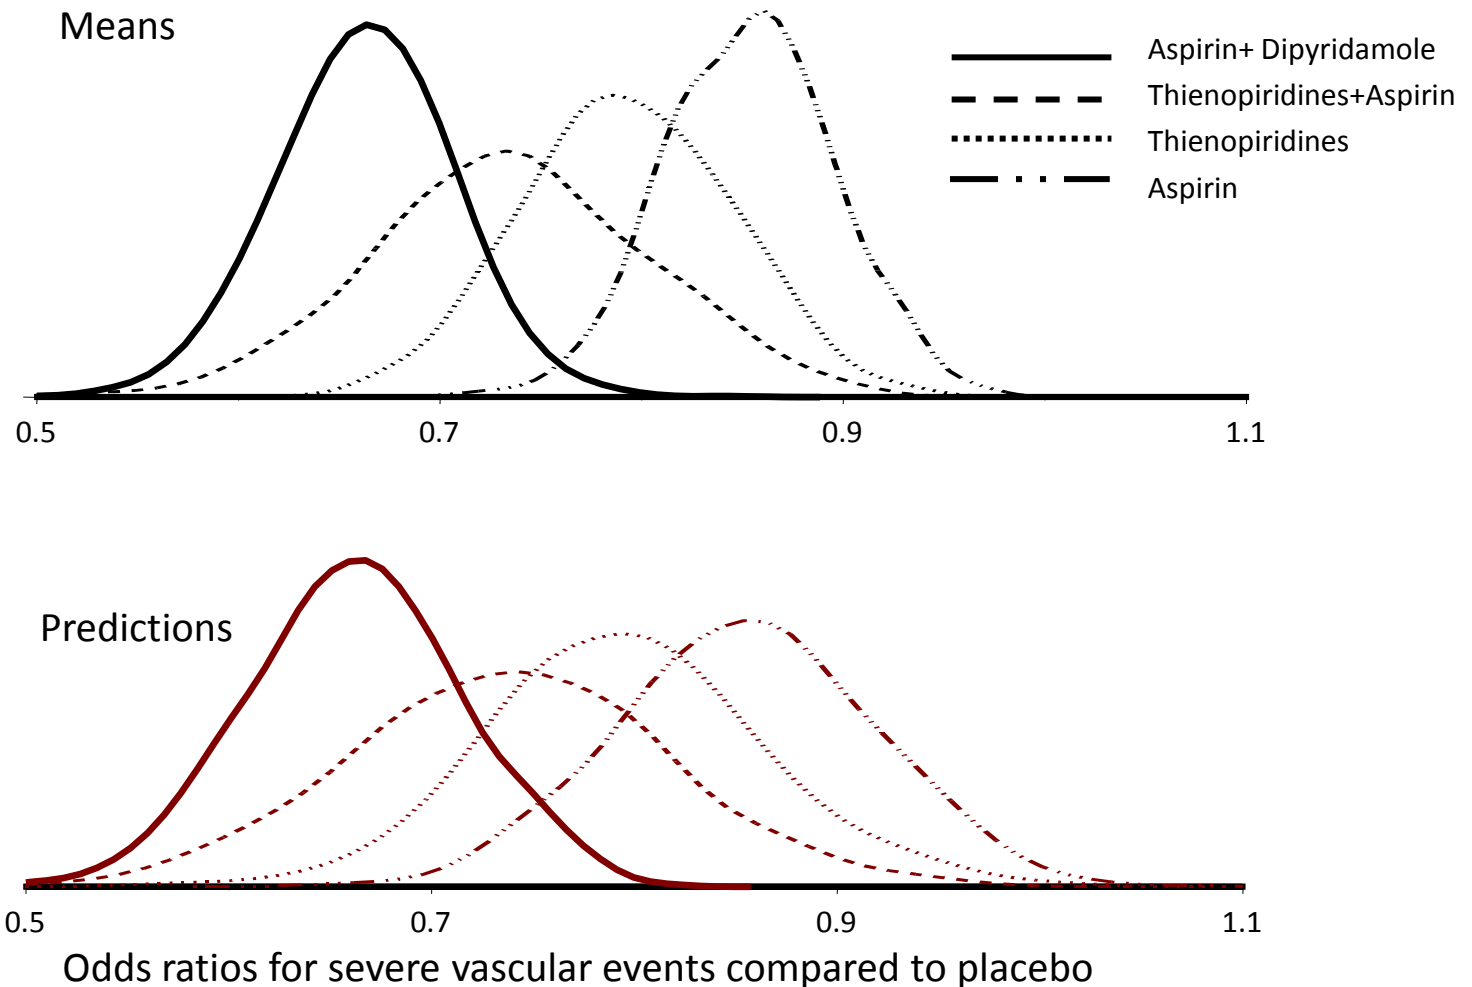 Means
Aspirin+ Dipyridamole
Thienopiridines+Aspirin
Thienopiridines
Aspirin
0.5 0.7 0.9 1.1
Predictions
0.5 0.7 0.9 1.1
Odds ratios for severe vascular events compared to placebo